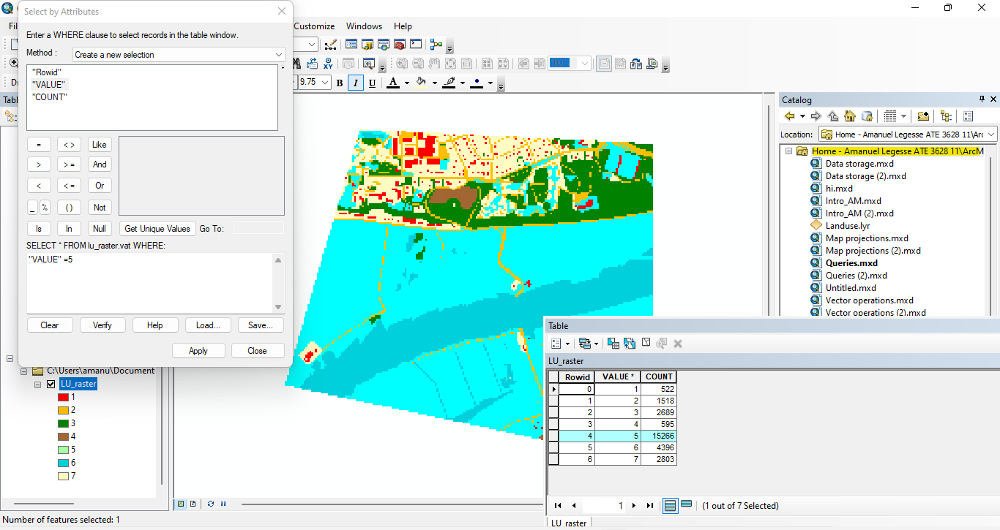 Select by Attributes
Enter a WHERE clause to select records in the table window.
Method :
Create a new selection
"Rowid"
"VALUE"
"COUNT"
= < > Like
> > = And
< < = Or
_ % ( ) Not
Is In Null Get Unique Values Go To:
SELECT * FROM lu_raster.vat WHERE:
"VALUE" =5
Clear Verify Help Load... Save...
Apply Close
Customize Windows Help
100%
9.75 B I U A
C:\Users\amanu\Document
LU_raster
1
2
3
4
5
6
7
Number of features selected: 1
Catalog
Location: Home - Amanuel Legesse ATE 3628 11\Arc
Home - Amanuel Legesse ATE 3628 11\ArcM
Data storage.mxd
Data storage (2).mxd
hi.mxd
Intro_AM.mxd
Intro_AM (2).mxd
Landuse.lyr
Map projections.mxd
Map projections (2).mxd
Queries.mxd
Queries (2).mxd
Untitled.mxd
Vector operations.mxd
Vector operations (2).mxd
Table
LU_raster
Rowid VALUE * COUNT
0 1 522
1 2 1518
2 3 2689
3 4 595
4 5 15266
5 6 4396
6 7 2803
1 (1 out of 7 Selected)
LU_raster